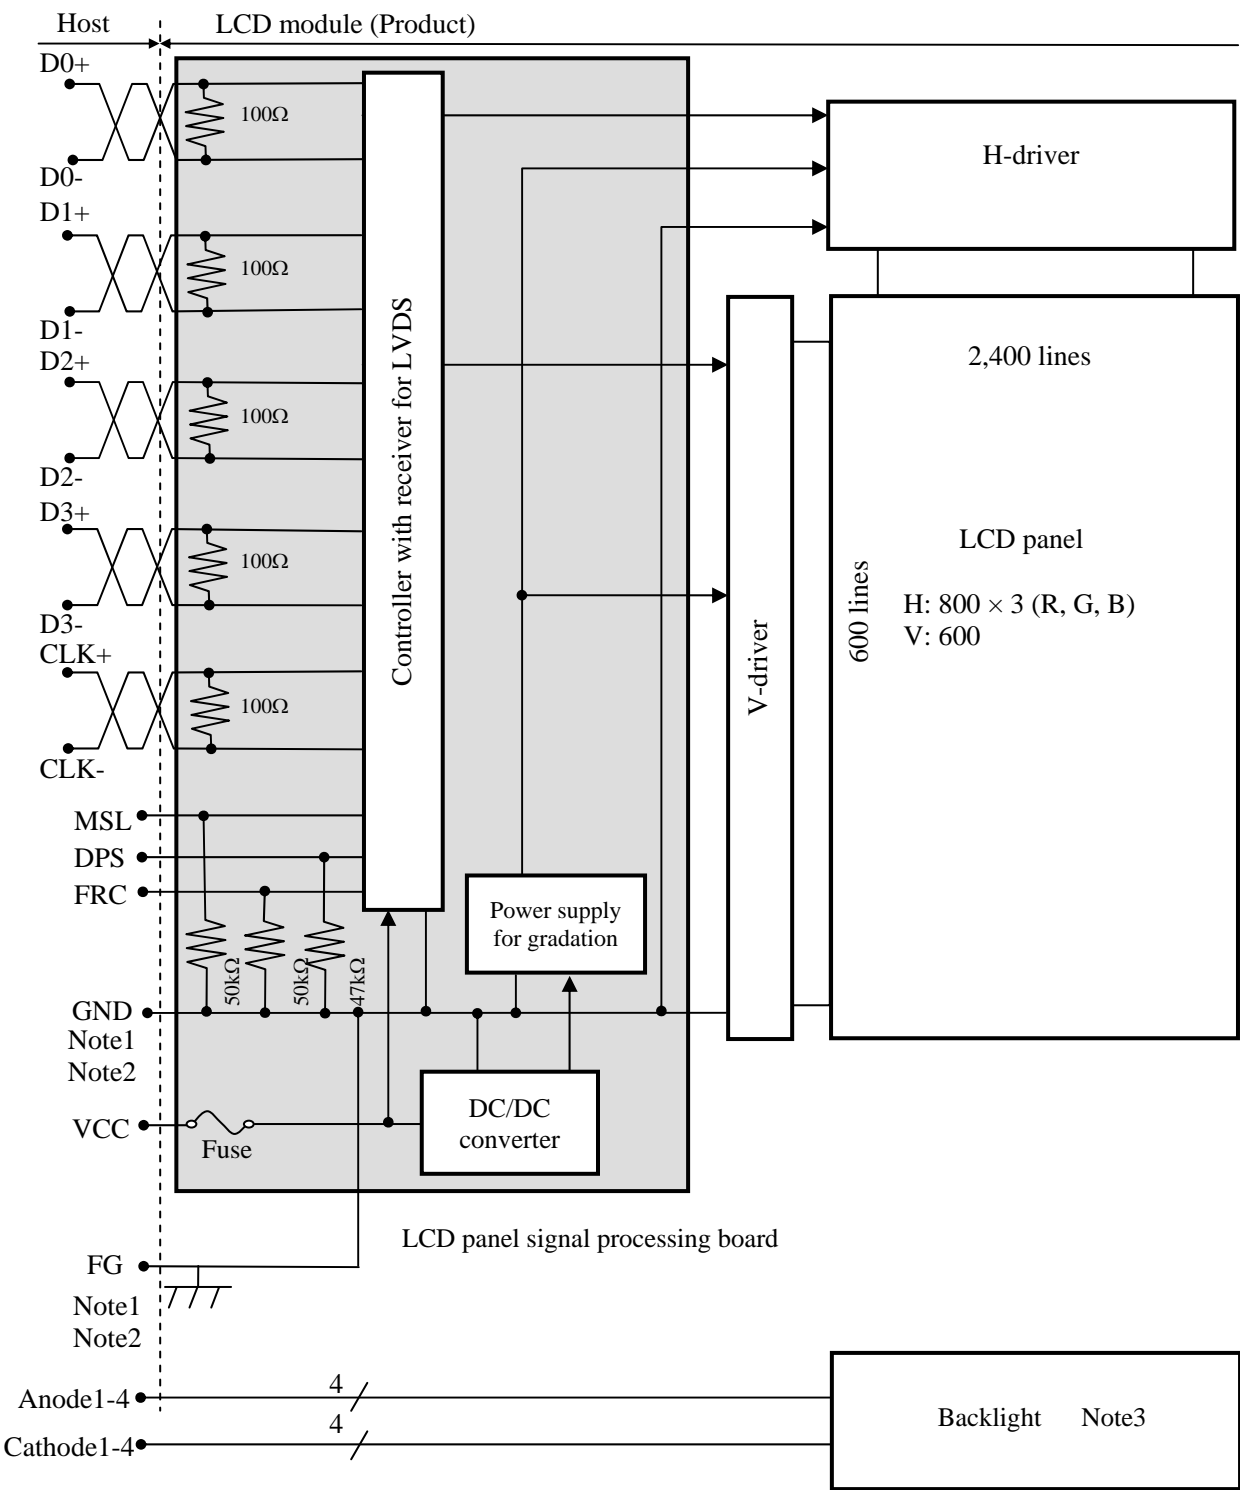 Host
LCD module (Product)
D0+
100Ω
D0-
H-driver
D1+
100Ω
D1-
D2+
100Ω
D2-
D3+
100Ω
D3-
CLK+
100Ω
CLK-
Controller with receiver for LVDS
2,400 lines
600 lines
LCD panel
H: 800 × 3 (R, G, B)
V: 600
V-driver
MSL
DPS
FRC
50kΩ
50kΩ
47kΩ
Power supply
for gradation
GND
Note1
Note2
VCC
Fuse
DC/DC
converter
LCD panel signal processing board
FG
Note1
Note2
Anode1-4
4
Cathode1-4
4
Backlight Note3